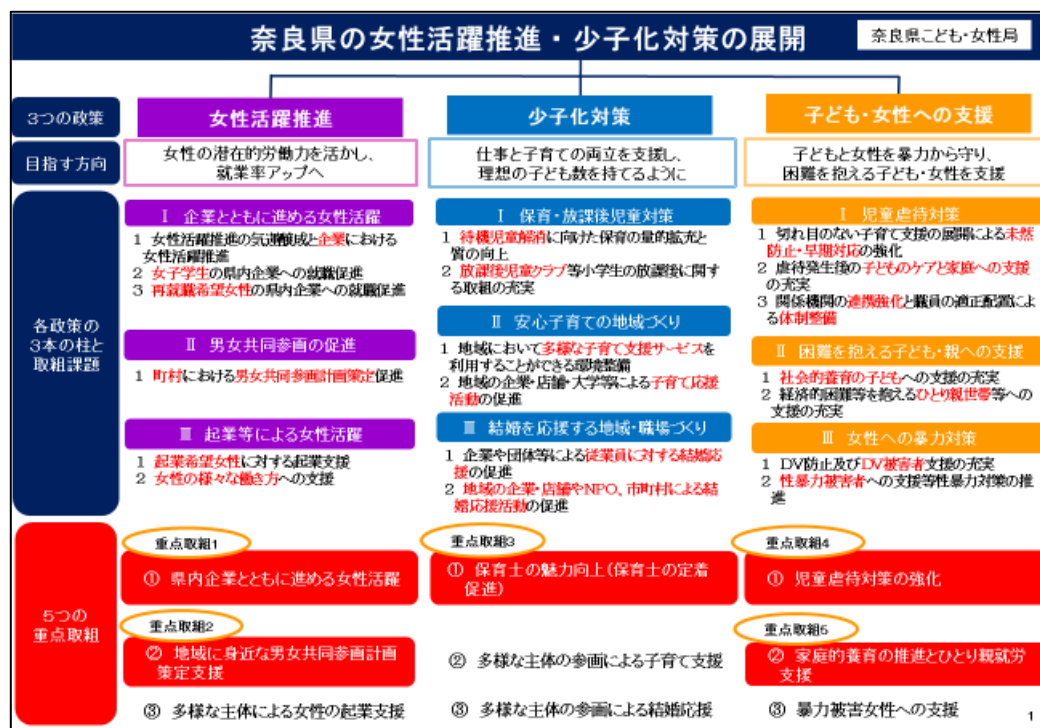 奈良県の女性活躍推進・少子化対策の展開
奈良県こども・女性局
3つの政策
女性活躍推進
少子化対策
子ども・女性への支援
目指す方向
女性の潜在的労働力を活かし、
就業率アップへ
仕事と子育ての両立を支援し、
理想の子ども数を持てるように
子どもと女性を暴力から守り、
困難を抱える子ども・女性を支援
各政策の
3本の柱と
取組課題
Ⅰ 企業とともに進める女性活躍
1 女性活躍推進の気運醸成と企業における
女性活躍推進
2 女子学生の県内企業への就職促進
3 再就職希望女性の県内企業への就職促進
Ⅱ 男女共同参画の促進
1 町村における男女共同参画計画策定促進
Ⅲ 起業等による女性活躍
1 起業希望女性に対する起業支援
2 女性の様々な働き方への支援
Ⅰ 保育・放課後児童対策
1 待機児童解消に向けた保育の量的拡充と
質の向上
2 放課後児童クラブ等小学生の放課後に関す
る取組の充実
Ⅱ 安心子育ての地域づくり
1 地域において多様な子育て支援サービスを
利用することができる環境整備
2 地域の企業・店舗・大学等による子育て応援
活動の促進
Ⅲ 結婚を応援する地域・職場づくり
1 企業や団体等による従業員に対する結婚応
援の促進
2 地域の企業・店舗やNPO、市町村による結
婚応援活動の促進
Ⅰ 児童虐待対策
1 切れ目のない子育て支援の展開による未然
防止・早期対応の強化
2 虐待発生後の子どものケアと家庭への支援
の充実
3 関係機関の連携強化と職員の適正配置によ
る体制整備
Ⅱ 困難を抱える子ども・親への支援
1 社会的養育の子どもへの支援の充実
2 経済的困難等を抱えるひとり親世帯等への
支援の充実
Ⅲ 女性への暴力対策
1 DV防止及びDV被害者支援の充実
2 性暴力被害者への支援等性暴力対策の推
進
5つの
重点取組
重点取組1
① 県内企業とともに進める女性活躍
重点取組2
② 地域に身近な男女共同参画計画
策定支援
③ 多様な主体による女性の起業支援
重点取組3
① 保育士の魅力向上(保育士の定着
促進)
② 多様な主体の参画による子育て支援
③ 多様な主体の参画による結婚応援
重点取組4
① 児童虐待対策の強化
重点取組5
② 家庭的養育の推進とひとり親就労
支援
③ 暴力被害女性への支援
1